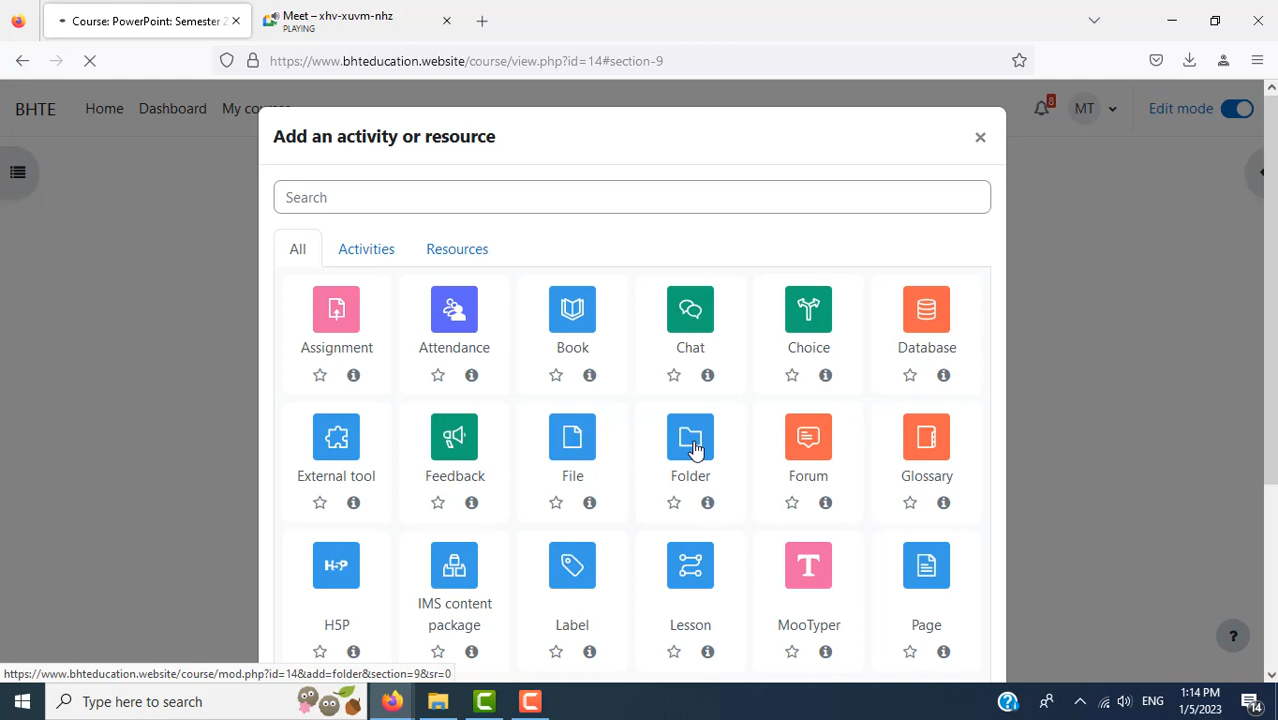 Course: PowerPoint: Semester 2
Meet – xhv-xuvm-nhz
PLAYING
https://www.bhteducation.website/course/view.php?id=14#section-9
BHTE
Home
Dashboard
My courses
8
MT
Edit mode
Add an activity or resource
Search
All
Activities
Resources
Assignment
Attendance
Book
Chat
Choice
Database
External tool
Feedback
File
Folder
Forum
Glossary
H5P
H5P
IMS content
package
Label
Lesson
T
MooTyper
Page
?
https://www.bhteducation.website/course/mod.php?id=14&add=folder&section=9&sr=0
Type here to search
ENG
1:14 PM
1/5/2023
14